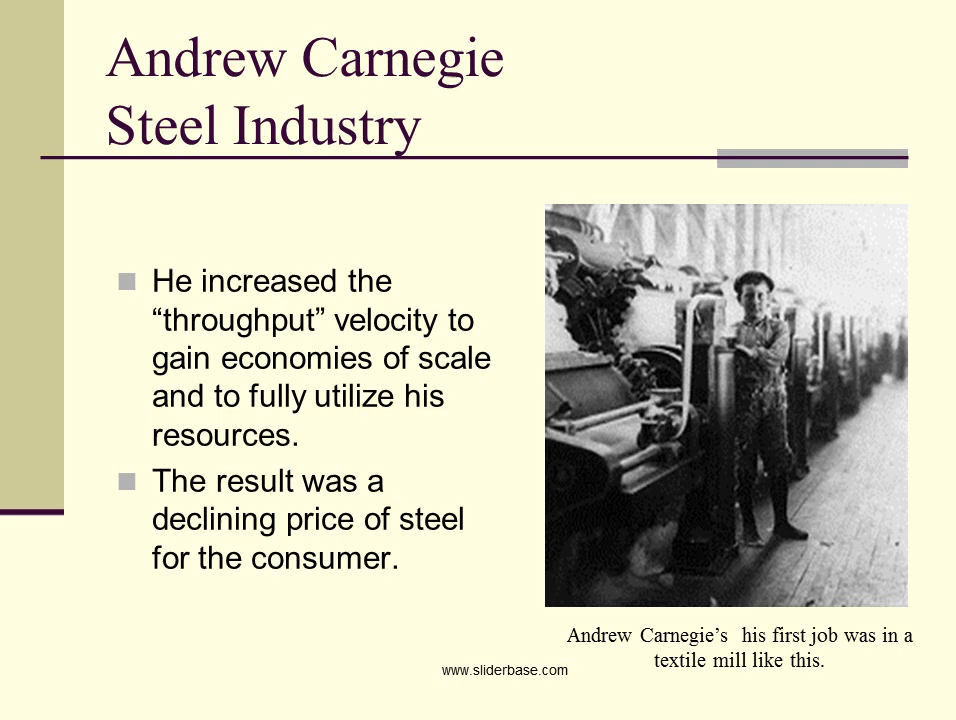 Andrew Carnegie
Steel Industry
He increased the
“throughput” velocity to
gain economies of scale
and to fully utilize his
resources.
The result was a
declining price of steel
for the consumer.
Andrew Carnegie’s  his first job was in a
textile mill like this.
www.sliderbase.com